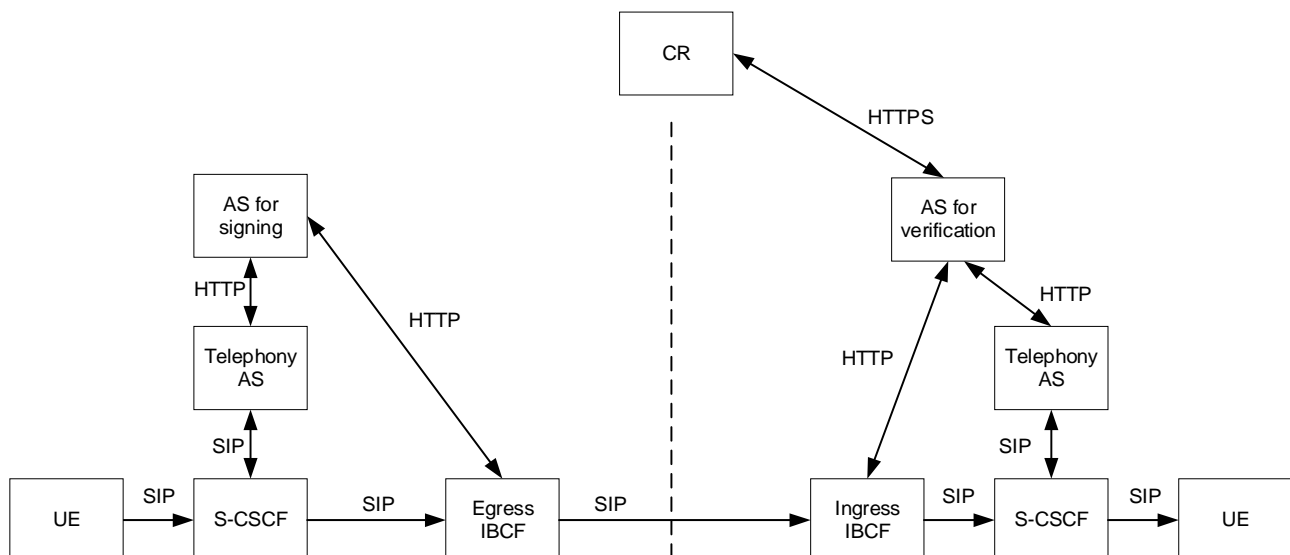 CR
HTTPS
AS for
signing
AS for
verification
HTTP
HTTP
HTTP
HTTP
Telephony
AS
Telephony
AS
SIP
SIP
UE
SIP
S-CSCF
SIP
Egress
IBCF
SIP
Ingress
IBCF
SIP
S-CSCF
SIP
UE